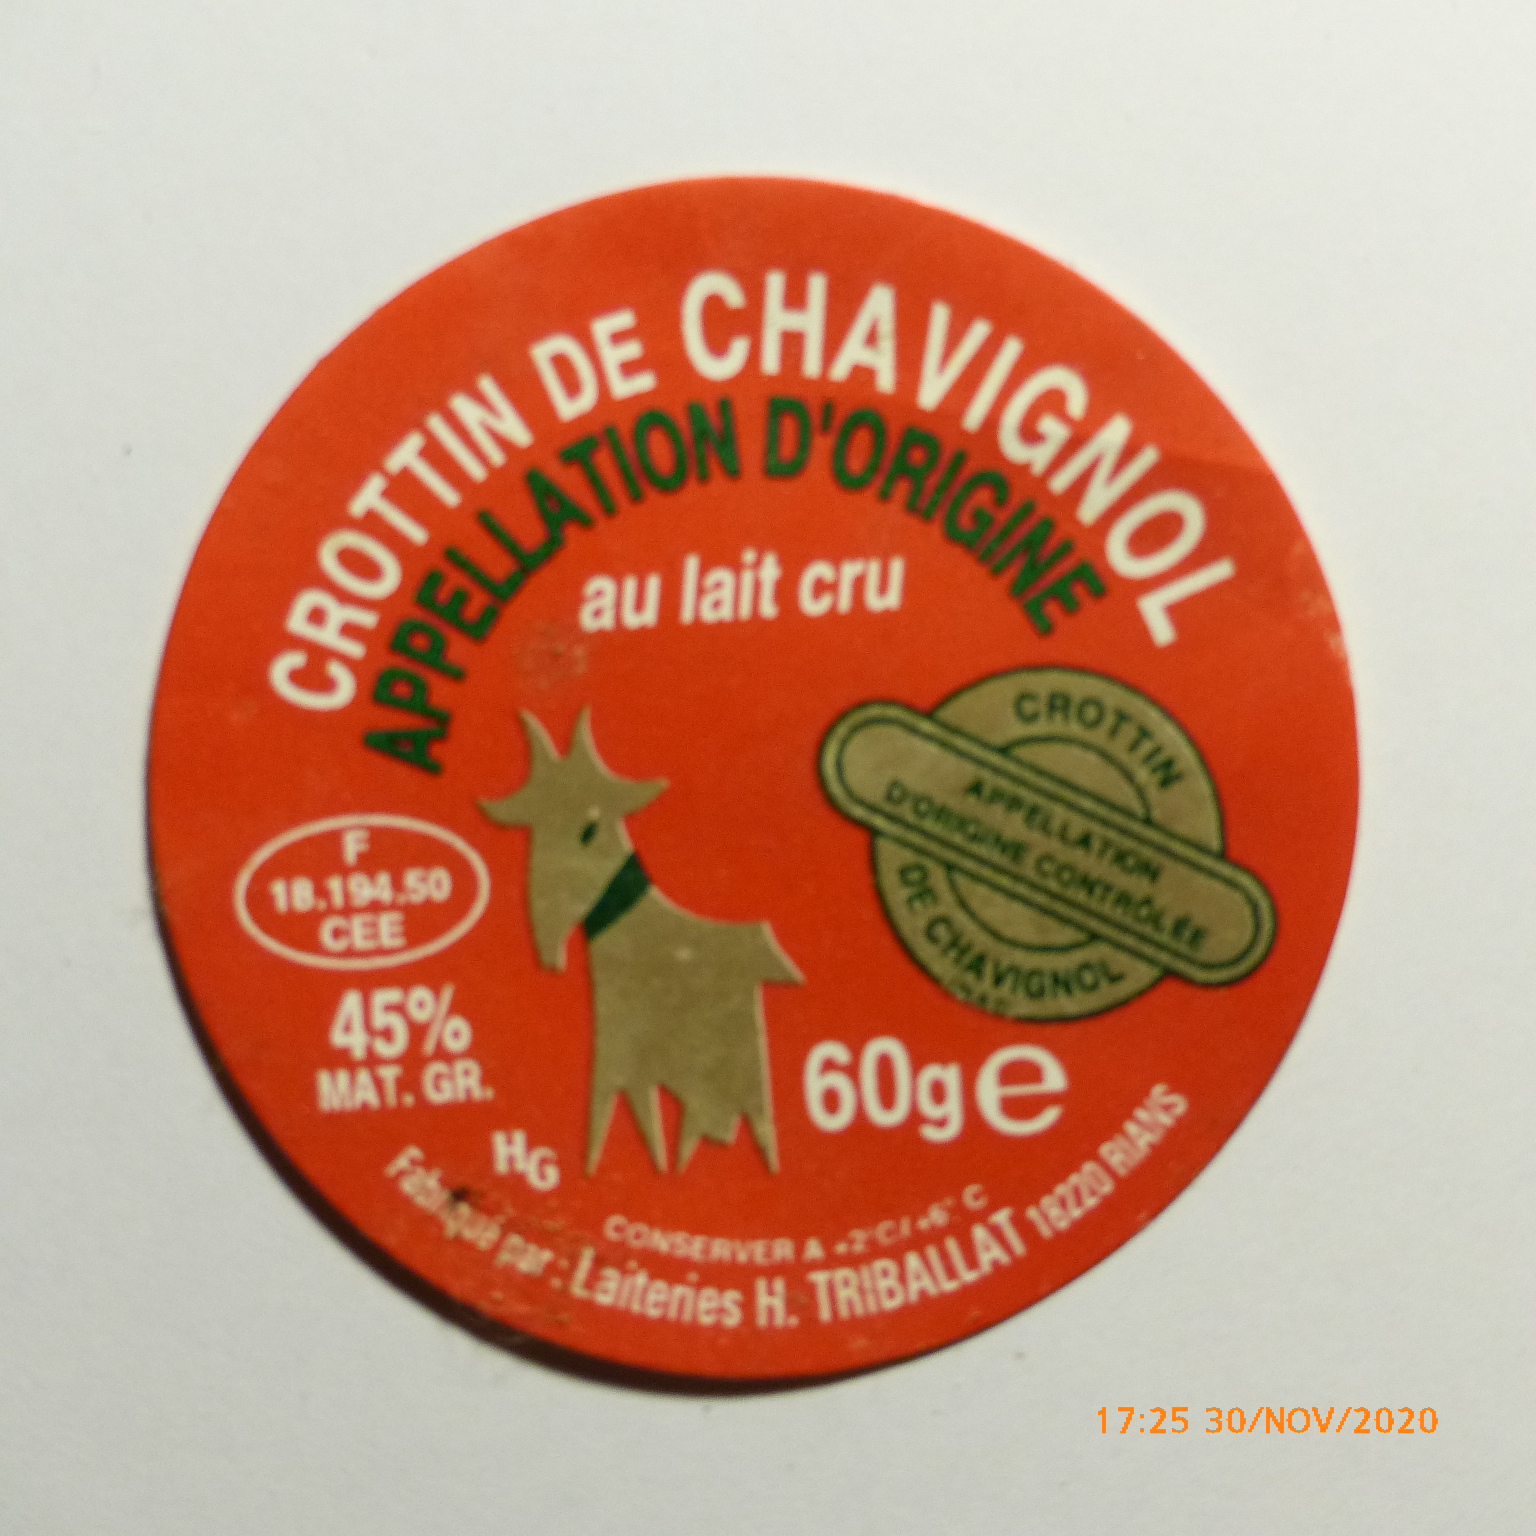 CROTTIN DE CHAVIGNOL
APPELLATION D'ORIGINE
au lait cru
CROTTIN
APPELLATION
D'ORIGINE CONTRÔLÉE
DE CHAVIGNOL
F
18.194.50
CEE
45%
MAT. GR.
60g e
HG
CONSERVER A +2°C/+6° C
Fabriqué par: Laiteries H. TRIBALLAT 18220 RIANS
17:25 30/NOV/2020